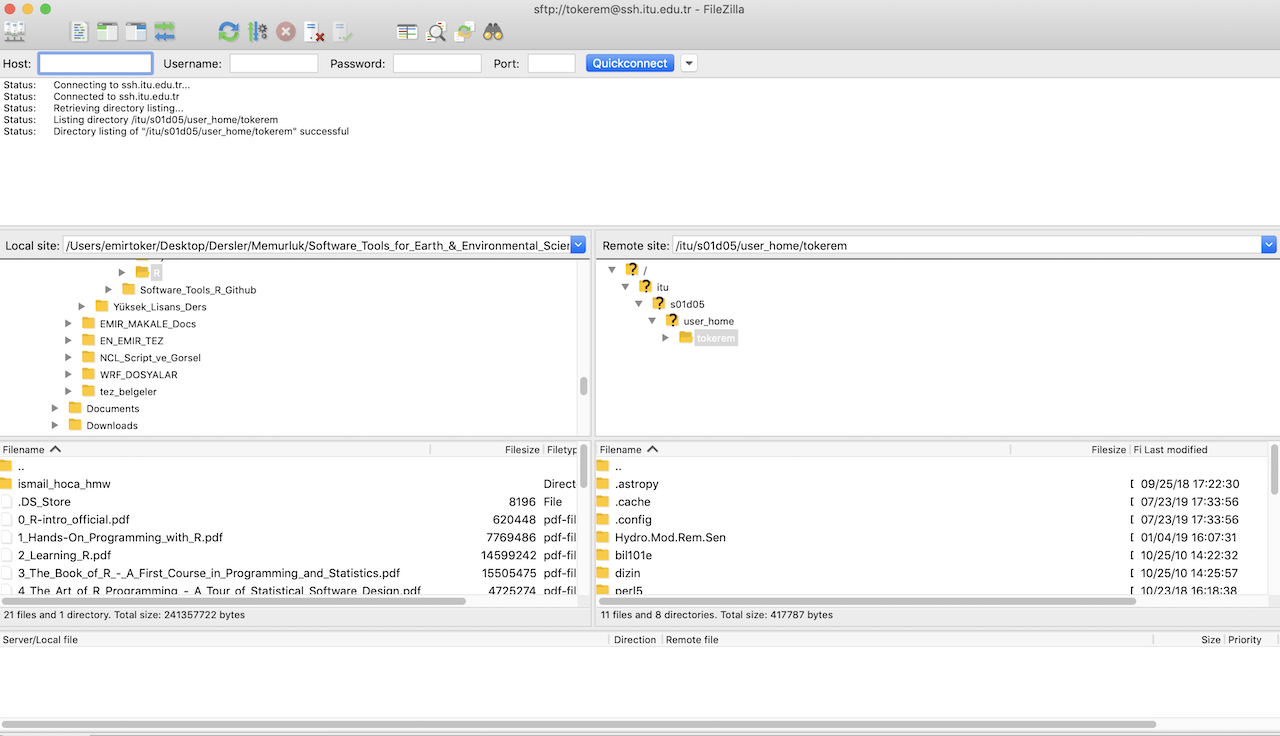 sftp://tokerem@ssh.itu.edu.tr - FileZilla
Host: Username: Password: Port: Quickconnect
Status: Connecting to ssh.itu.edu.tr...
Status: Connected to ssh.itu.edu.tr
Status: Retrieving directory listing...
Status: Listing directory /itu/s01d05/user_home/tokerem
Status: Directory listing of "/itu/s01d05/user_home/tokerem" successful
Local site: /Users/emirtoker/Desktop/Dersler/Memurluk/Software_Tools_for_Earth_&_Environmental_Scier
R
Software_Tools_R_Github
Yüksek_Lisans_Ders
EMIR_MAKALE_Docs
EN_EMIR_TEZ
NCL_Script_ve_Gorsel
WRF_DOSYALAR
tez_belgeler
Documents
Downloads
Remote site: /itu/s01d05/user_home/tokerem
/
itu
s01d05
user_home
tokerem
Filename Filesize Filetyp
..
ismail_hoca_hmw Direct
.DS_Store 8196 File
0_R-intro_official.pdf 620448 pdf-fil
1_Hands-On_Programming_with_R.pdf 7769486 pdf-fil
2_Learning_R.pdf 14599242 pdf-fil
3_The_Book_of_R_-_A_First_Course_in_Programming_and_Statistics.pdf 15505475 pdf-fil
4_The_Art_of_R_Programming_-_A_Tour_of_Statistical_Software_Design.pdf 4725274 pdf-fil
21 files and 1 directory. Total size: 241357722 bytes
Filename Filesize Fi Last modified
..
.astropy 09/25/18 17:22:30
.cache 07/23/19 17:33:56
.config 07/23/19 17:33:56
Hydro.Mod.Rem.Sen 01/04/19 16:07:31
bil101e 10/25/10 14:22:32
dizin 10/25/10 14:25:57
perl5 10/23/18 16:18:38
11 files and 8 directories. Total size: 417787 bytes
Server/Local file Direction Remote file Size Priority